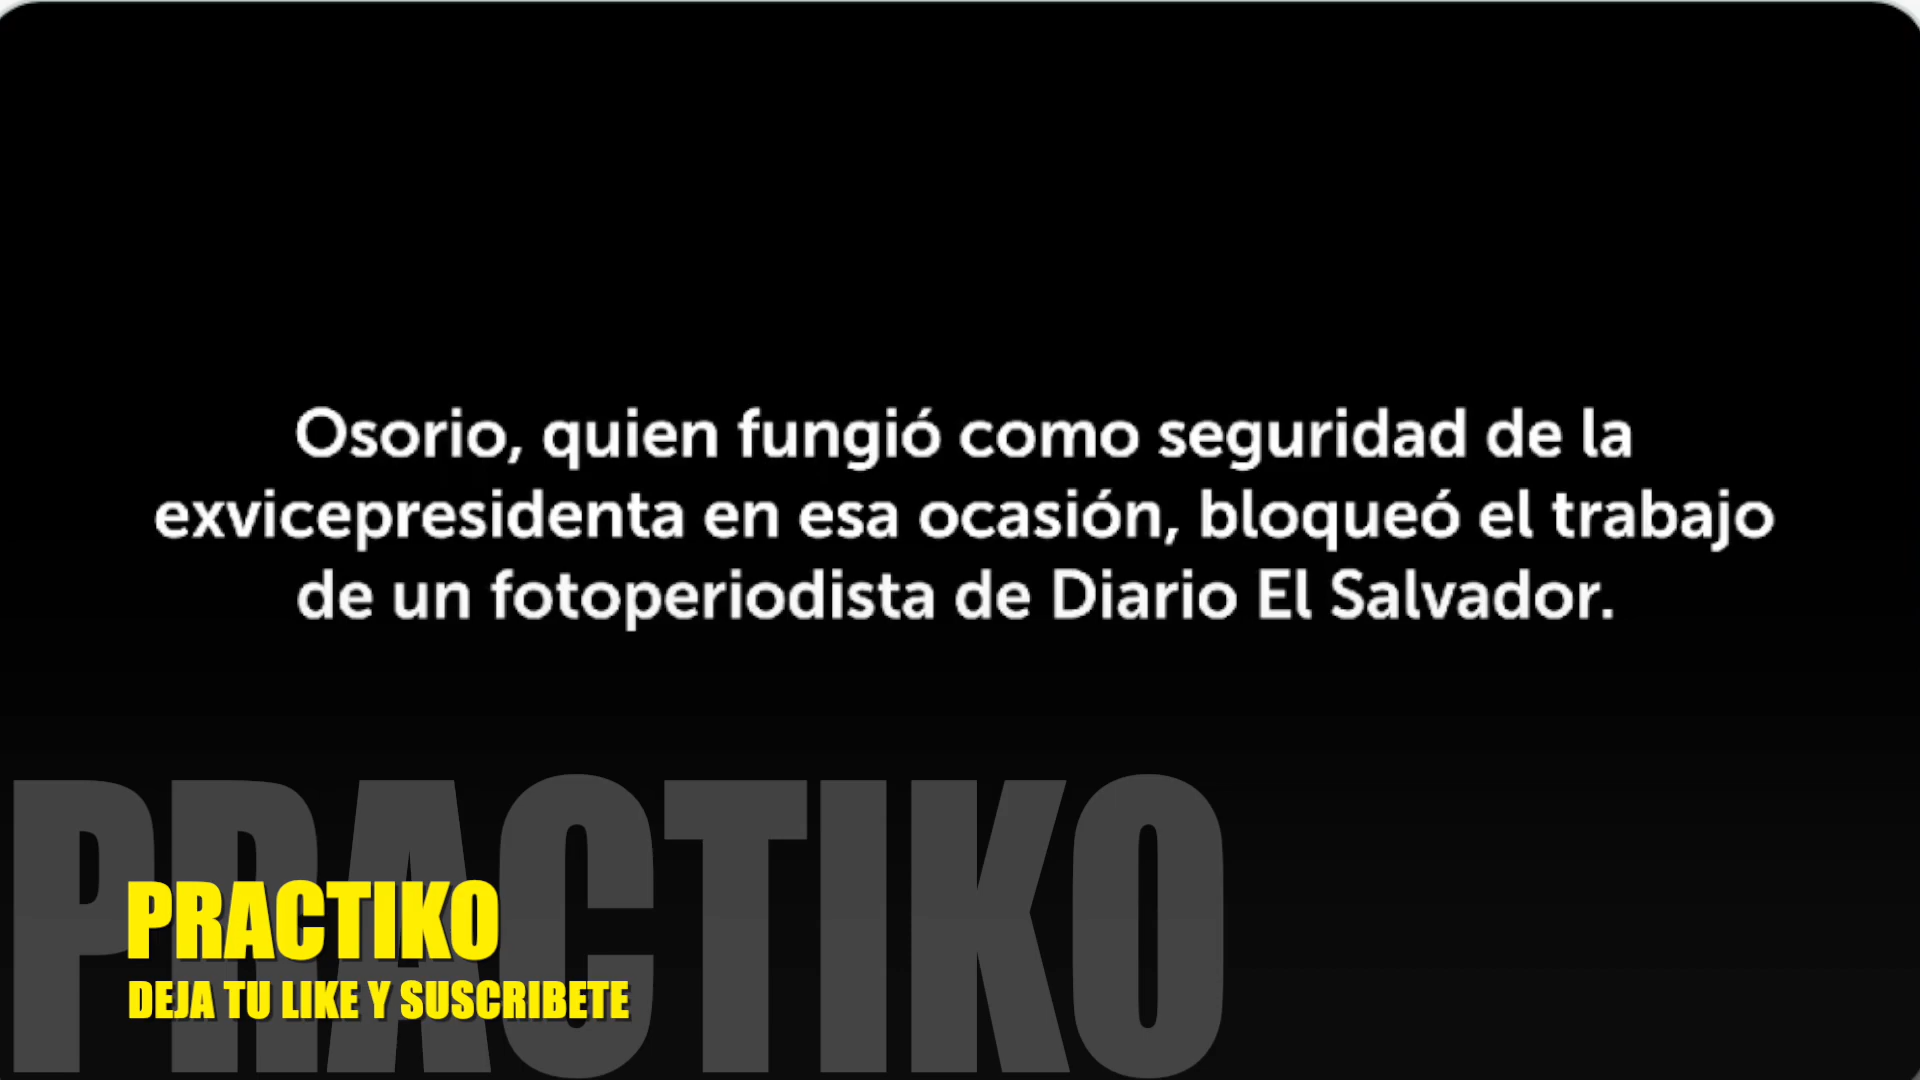 Osorio, quien fungió como seguridad de la
exvicepresidenta en esa ocasión, bloqueó el trabajo
de un fotoperiodista de Diario El Salvador.
PRACTIKO
PRACTIKO
DEJA TU LIKE Y SUSCRIBETE